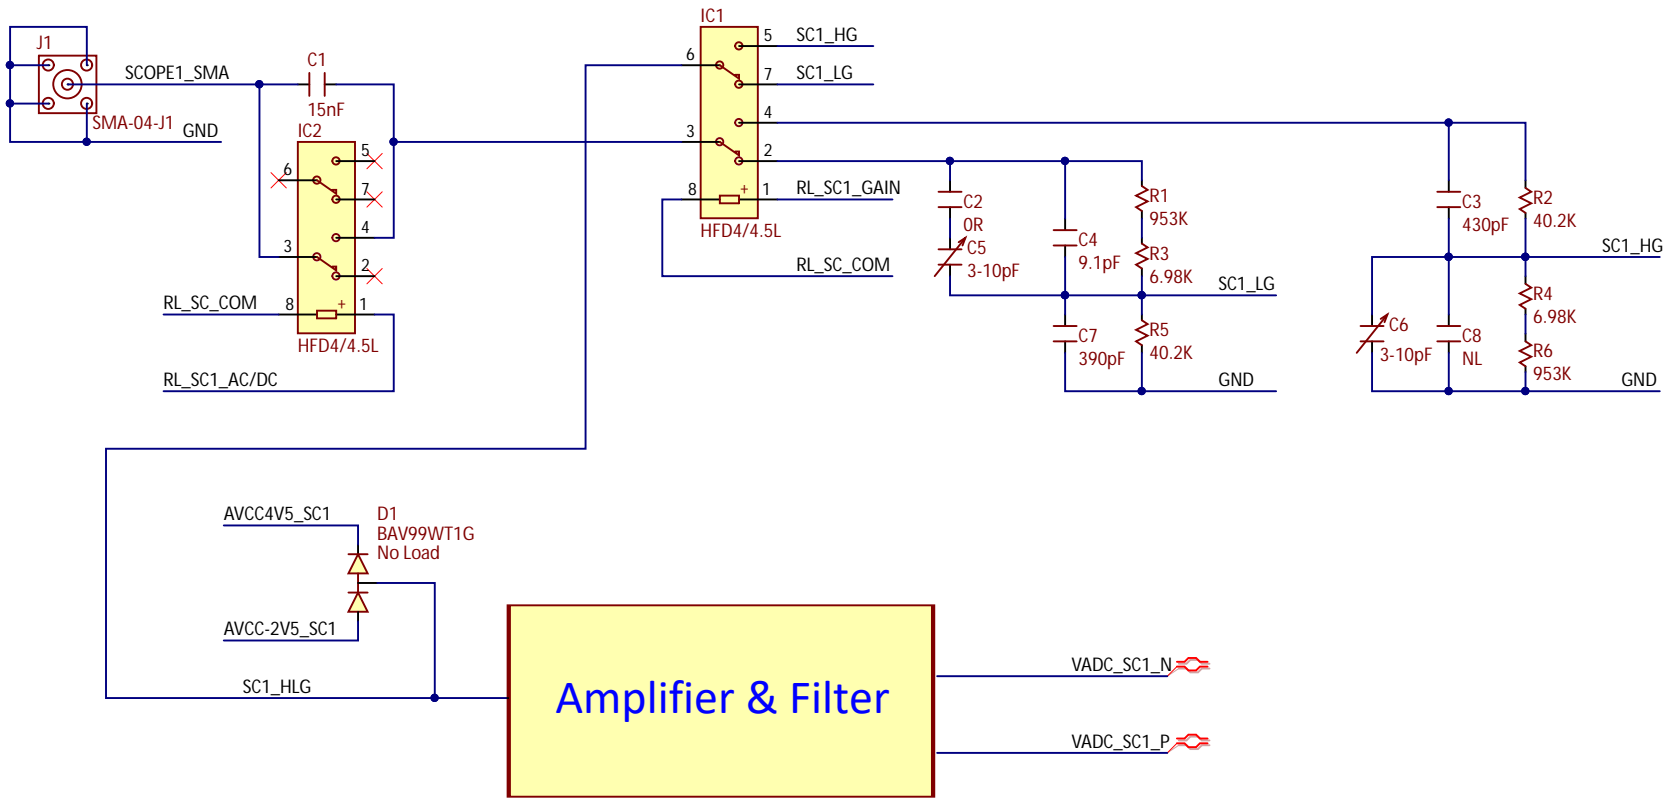 J1
SCOPE1_SMA
SMA-04-J1
GND
C1
15nF
IC2
5
6
7
4
3
2
8
+
1
HFD4/4.5L
RL_SC_COM
RL_SC1_AC/DC
IC1
5
SC1_HG
6
7
SC1_LG
4
3
2
8
+
1
RL_SC1_GAIN
HFD4/4.5L
RL_SC_COM
C2
0R
C5
3-10pF
C4
9.1pF
R1
953K
R3
6.98K
SC1_LG
C7
390pF
R5
40.2K
GND
C3
430pF
R2
40.2K
SC1_HG
C6
3-10pF
C8
NL
R4
6.98K
R6
953K
GND
AVCC4V5_SC1
D1
BAV99WT1G
No Load
AVCC-2V5_SC1
SC1_HLG
Amplifier & Filter
VADC_SC1_N
VADC_SC1_P